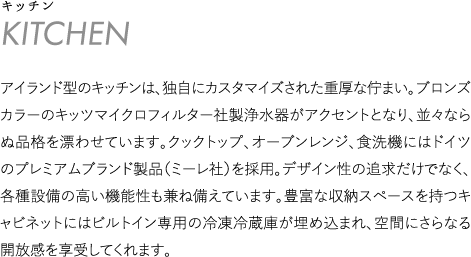 キッチン
KITCHEN
アイランド型のキッチンは、独自にカスタマイズされた重厚な佇まい。ブロンズ
カラーのキッツマイクロフィルター社製浄水器がアクセントとなり、並々なら
ぬ品格を漂わせています。クックトップ、オーブンレンジ、食洗機にはドイツ
のプレミアムブランド製品（ミーレ社）を採用。デザイン性の追求だけでなく、
各種設備の高い機能性も兼ね備えています。豊富な収納スペースを持つキ
ャビネットにはビルトイン専用の冷凍冷蔵庫が埋め込まれ、空間にさらなる
開放感を享受してくれます。